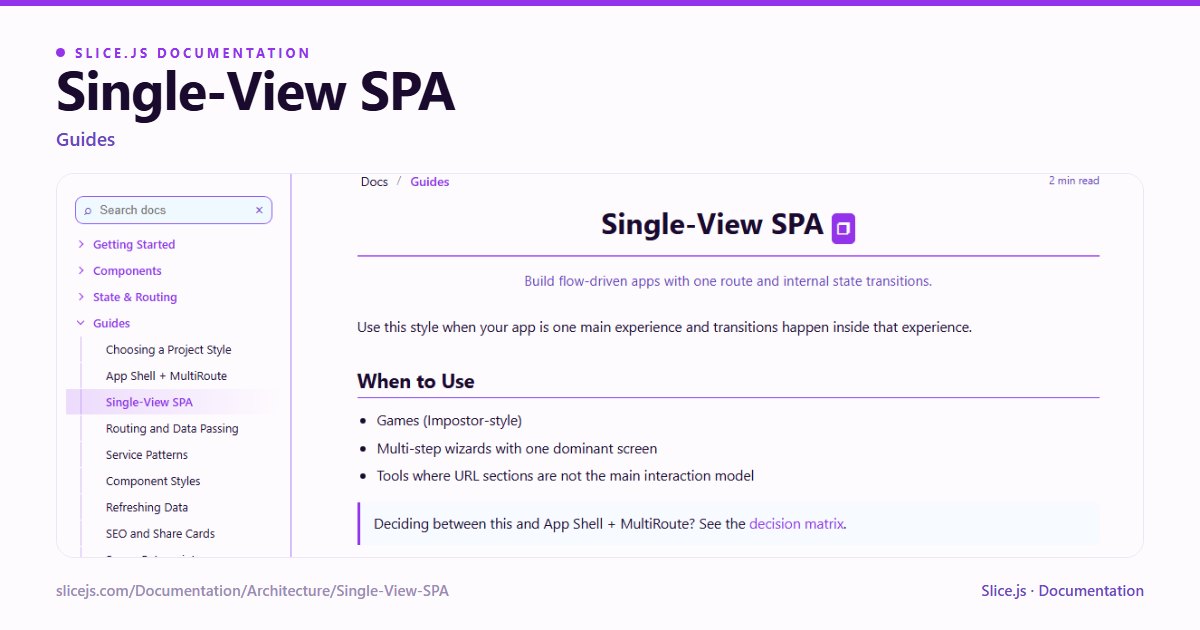 SLICE.JS DOCUMENTATION
Single-View SPA
Guides
Search docs
Getting Started
Components
State & Routing
Guides
Choosing a Project Style
App Shell + MultiRoute
Single-View SPA
Routing and Data Passing
Service Patterns
Component Styles
Refreshing Data
SEO and Share Cards
Docs / Guides
2 min read
Single-View SPA
Build flow-driven apps with one route and internal state transitions.
Use this style when your app is one main experience and transitions happen inside that experience.
When to Use
• Games (Impostor-style)
• Multi-step wizards with one dominant screen
• Tools where URL sections are not the main interaction model
Deciding between this and App Shell + MultiRoute? See the decision matrix.
slicejs.com/Documentation/Architecture/Single-View-SPA
Slice.js · Documentation